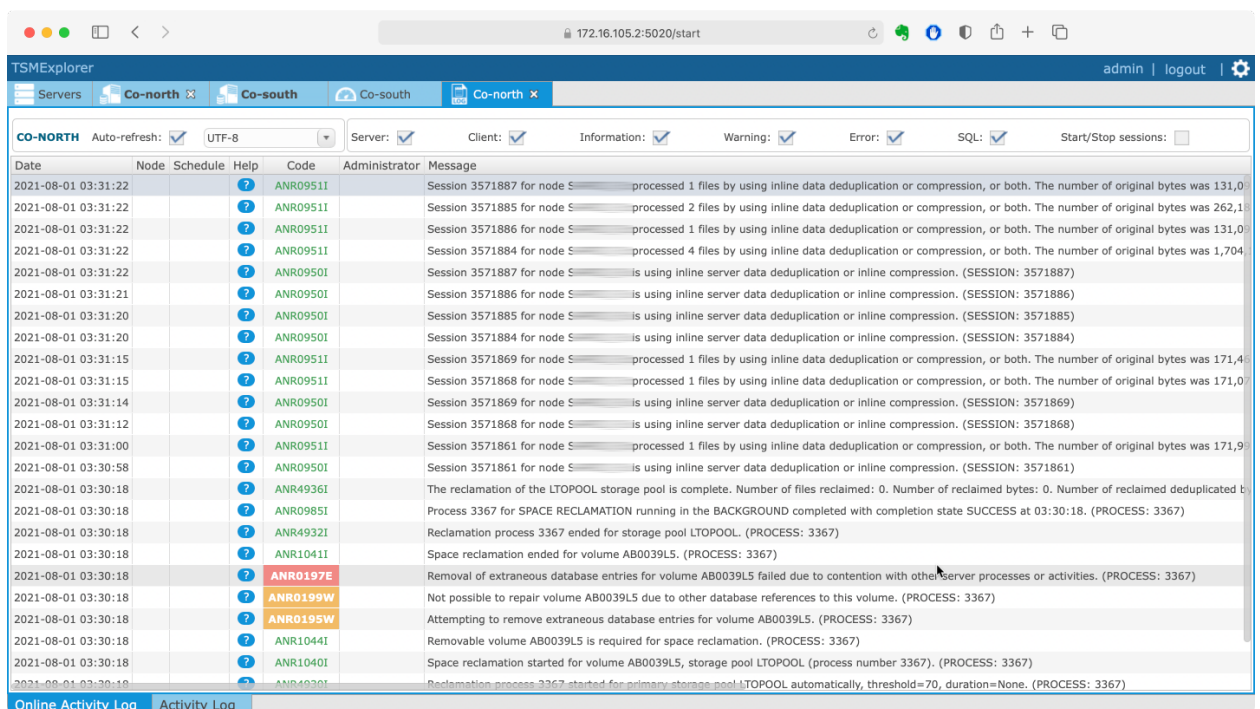 172.16.105.2:5020/start
TSMExplorer admin | logout |
Servers Co-north Co-south Co-south LOG Co-north
CO-NORTH Auto-refresh: UTF-8 Server: Client: Information: Warning: Error: SQL: Start/Stop sessions:
Date Node Schedule Help Code Administrator Message
2021-08-01 03:31:22 ? ANR0951I Session 3571887 for node S processed 1 files by using inline data deduplication or compression, or both. The number of original bytes was 131,09
2021-08-01 03:31:22 ? ANR0951I Session 3571885 for node S processed 2 files by using inline data deduplication or compression, or both. The number of original bytes was 262,18
2021-08-01 03:31:22 ? ANR0951I Session 3571886 for node S processed 1 files by using inline data deduplication or compression, or both. The number of original bytes was 131,09
2021-08-01 03:31:22 ? ANR0951I Session 3571884 for node S processed 4 files by using inline data deduplication or compression, or both. The number of original bytes was 1,704,
2021-08-01 03:31:22 ? ANR0950I Session 3571887 for node S is using inline server data deduplication or inline compression. (SESSION: 3571887)
2021-08-01 03:31:21 ? ANR0950I Session 3571886 for node S is using inline server data deduplication or inline compression. (SESSION: 3571886)
2021-08-01 03:31:20 ? ANR0950I Session 3571885 for node S is using inline server data deduplication or inline compression. (SESSION: 3571885)
2021-08-01 03:31:20 ? ANR0950I Session 3571884 for node S is using inline server data deduplication or inline compression. (SESSION: 3571884)
2021-08-01 03:31:15 ? ANR0951I Session 3571869 for node S processed 1 files by using inline data deduplication or compression, or both. The number of original bytes was 171,46
2021-08-01 03:31:15 ? ANR0951I Session 3571868 for node S processed 1 files by using inline data deduplication or compression, or both. The number of original bytes was 171,07
2021-08-01 03:31:14 ? ANR0950I Session 3571869 for node S is using inline server data deduplication or inline compression. (SESSION: 3571869)
2021-08-01 03:31:12 ? ANR0950I Session 3571868 for node S is using inline server data deduplication or inline compression. (SESSION: 3571868)
2021-08-01 03:31:00 ? ANR0951I Session 3571861 for node S processed 1 files by using inline data deduplication or compression, or both. The number of original bytes was 171,99
2021-08-01 03:30:58 ? ANR0950I Session 3571861 for node S is using inline server data deduplication or inline compression. (SESSION: 3571861)
2021-08-01 03:30:18 ? ANR4936I The reclamation of the LTOPOOL storage pool is complete. Number of files reclaimed: 0. Number of reclaimed bytes: 0. Number of reclaimed deduplicated b
2021-08-01 03:30:18 ? ANR0985I Process 3367 for SPACE RECLAMATION running in the BACKGROUND completed with completion state SUCCESS at 03:30:18. (PROCESS: 3367)
2021-08-01 03:30:18 ? ANR4932I Reclamation process 3367 ended for storage pool LTOPOOL. (PROCESS: 3367)
2021-08-01 03:30:18 ? ANR1041I Space reclamation ended for volume AB0039L5. (PROCESS: 3367)
2021-08-01 03:30:18 ? ANR0197E Removal of extraneous database entries for volume AB0039L5 failed due to contention with other server processes or activities. (PROCESS: 3367)
2021-08-01 03:30:18 ? ANR0199W Not possible to repair volume AB0039L5 due to other database references to this volume. (PROCESS: 3367)
2021-08-01 03:30:18 ? ANR0195W Attempting to remove extraneous database entries for volume AB0039L5. (PROCESS: 3367)
2021-08-01 03:30:18 ? ANR1044I Removable volume AB0039L5 is required for space reclamation. (PROCESS: 3367)
2021-08-01 03:30:18 ? ANR1040I Space reclamation started for volume AB0039L5, storage pool LTOPOOL (process number 3367). (PROCESS: 3367)
2021-08-01 03:30:18 ? ANR4930I Reclamation process 3367 started for primary storage pool LTOPOOL automatically, threshold=70, duration=None. (PROCESS: 3367)
Online Activity Log Activity Log